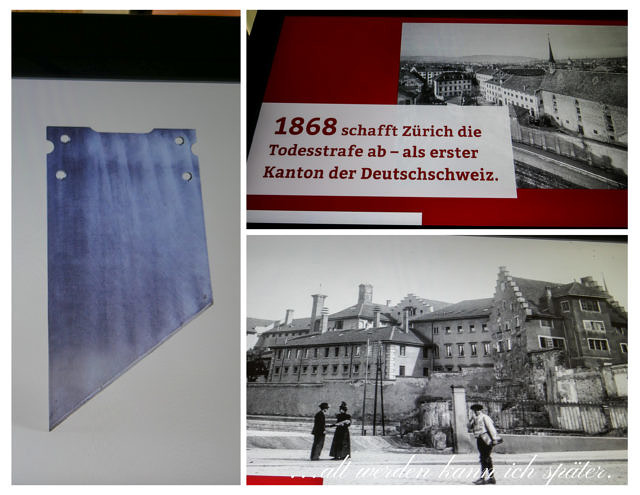 1868 schafft Zürich die
Todesstrafe ab – als erster
Kanton der Deutschschweiz.
...alt werden kann ich später.